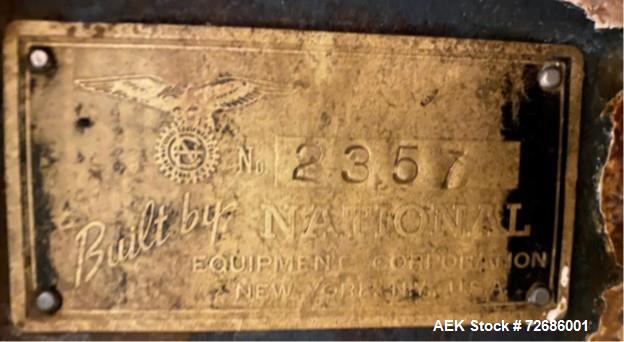 No 2357
Built by NATIONAL
EQUIPMENT CORPORATION
NEW YORK, N.Y., U.S.A.
AEK Stock # 72686001